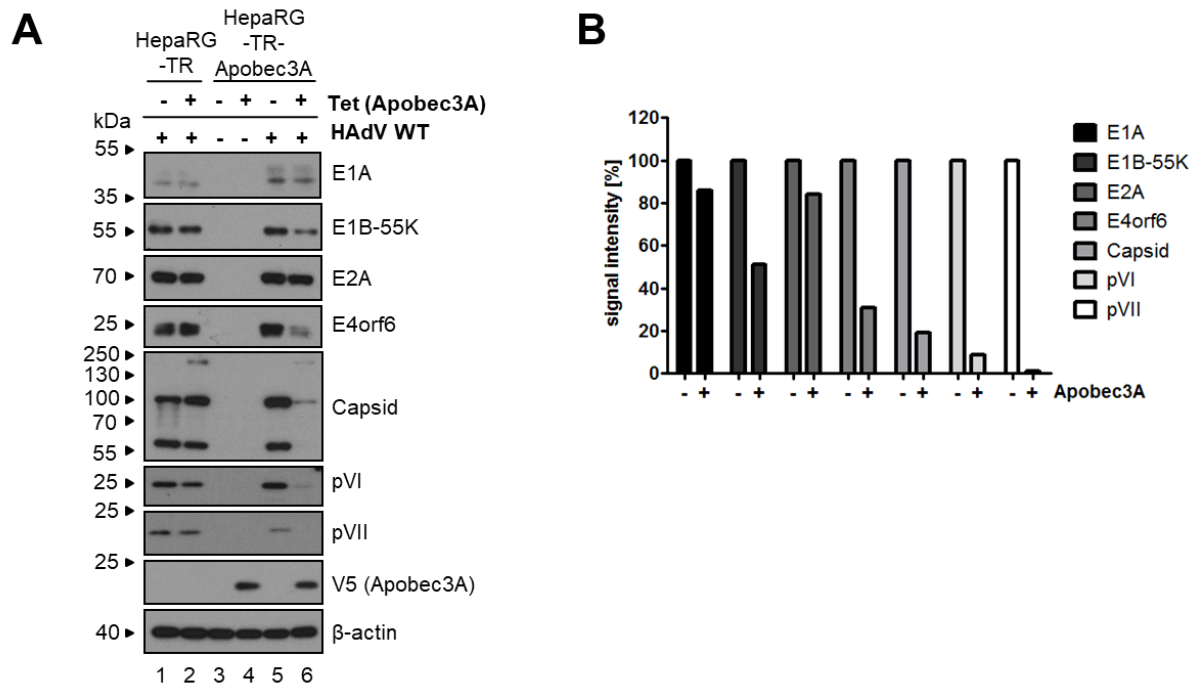 A
HepaRG
-TR
HepaRG
-TR-
Apobec3A
- + - + - + Tet (Apobec3A)
kDa
+ + - - + + HAdV WT
55
E1A
35
55 E1B-55K
70 E2A
25 E4orf6
250
130
100 Capsid
70
55
25 pVI
25
pVII
25
V5 (Apobec3A)
40 β-actin
1 2 3 4 5 6
B
signal intensity [%]
120
100
80
60
40
20
0
- + - + - + - + - + - + - + Apobec3A
E1A
E1B-55K
E2A
E4orf6
Capsid
pVI
pVII